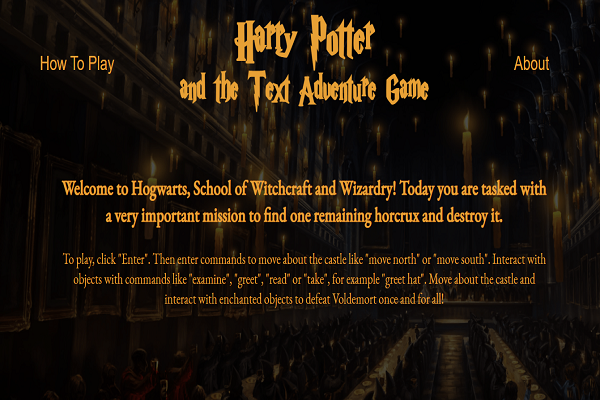 Harry Potter
How To Play
About
and the Text Adventure Game
Welcome to Hogwarts, School of Witchcraft and Wizardry! Today you are tasked with
a very important mission to find one remaining horcrux and destroy it.
To play, click "Enter". Then enter commands to move about the castle like "move north" or "move south". Interact with
objects with commands like "examine", "greet", "read" or "take", for example "greet hat". Move about the castle and
interact with enchanted objects to defeat Voldemort once and for all!